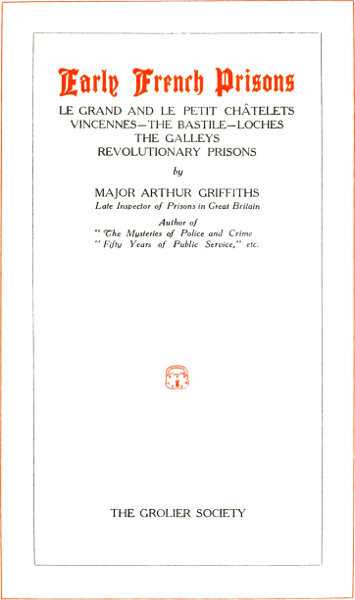 Early French Prisons
LE GRAND AND LE PETIT CHÂTELETS
VINCENNES—THE BASTILE—LOCHES
THE GALLEYS
REVOLUTIONARY PRISONS
by
MAJOR ARTHUR GRIFFITHS
Late Inspector of Prisons in Great Britain
Author of
"The Mysteries of Police and Crime
"Fifty Years of Public Service," etc.
THE GROLIER SOCIETY